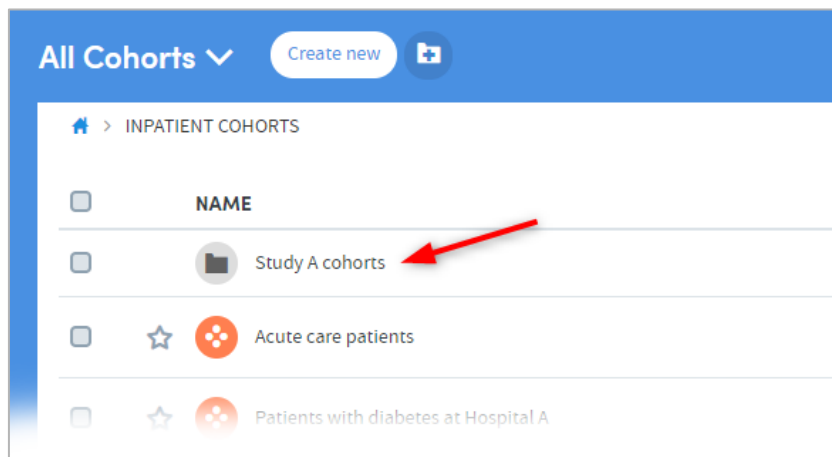 All Cohorts
Create new
> INPATIENT COHORTS
NAME
Study A cohorts
Acute care patients
Patients with diabetes at Hospital A